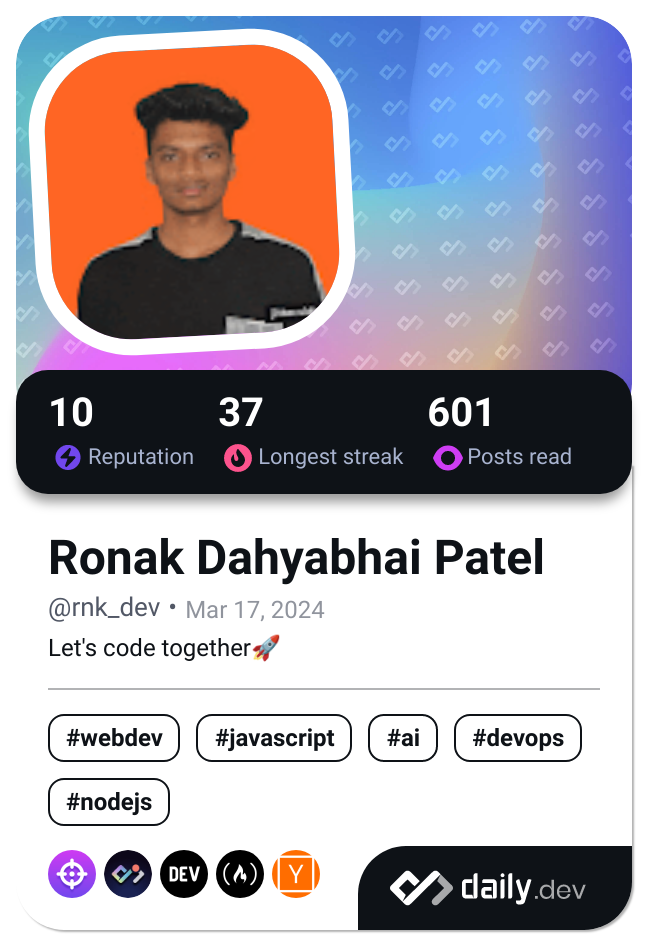 10 37 601
Reputation Longest streak Posts read
Ronak Dahyabhai Patel
@rnk_dev • Mar 17, 2024
Let's code together🚀
#webdev #javascript #ai #devops
#nodejs
DEV Y
daily.dev